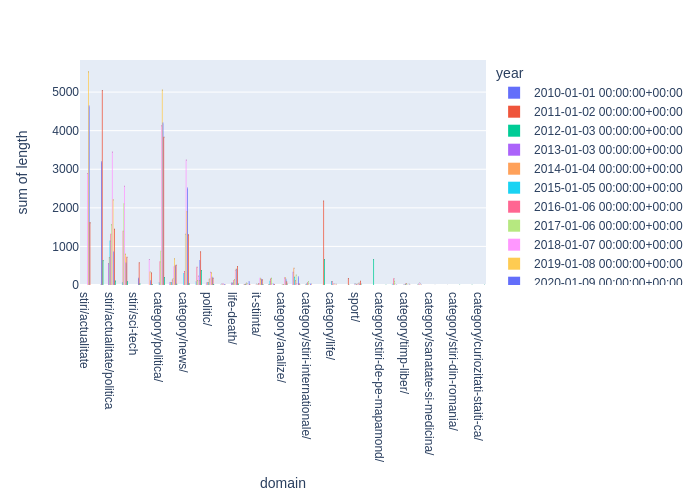 year
2010-01-01 00:00:00+00:00
2011-01-02 00:00:00+00:00
2012-01-03 00:00:00+00:00
2013-01-03 00:00:00+00:00
2014-01-04 00:00:00+00:00
2015-01-05 00:00:00+00:00
2016-01-06 00:00:00+00:00
2017-01-06 00:00:00+00:00
2018-01-07 00:00:00+00:00
2019-01-08 00:00:00+00:00
2020-01-09 00:00:00+00:00
sum of length
5000
4000
3000
2000
1000
0
stiri/actualitate
stiri/actualitate/politica
stiri/sci-tech
category/politica/
category/news/
politic/
life-death/
it-stiinta/
category/analize/
category/stiri-internationale/
category/life/
sport/
category/stiri-de-pe-mapamond/
category/timp-liber/
category/sanatate-si-medicina/
category/stiri-din-romania/
category/curiozitati-staiti-ca/
domain